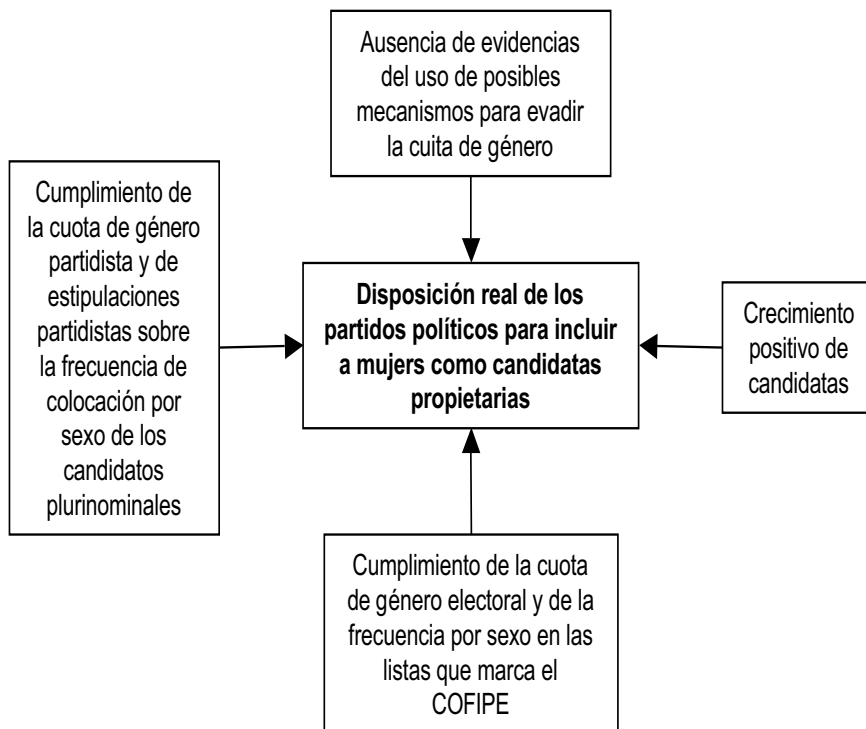 Ausencia de evidencias
del uso de posibles
mecanismos para evadir
la cuita de género
Cumplimiento de
la cuota de género
partidista y de
estipulaciones
partidistas sobre
la frecuencia de
colocación por
sexo de los
candidatos
plurinominales
Disposición real de los
partidos políticos para incluir
a mujers como candidatas
propietarias
Crecimiento
positivo de
candidatas
Cumplimiento de la cuota
de género electoral y de la
frecuencia por sexo en las
listas que marca el
COFIPE